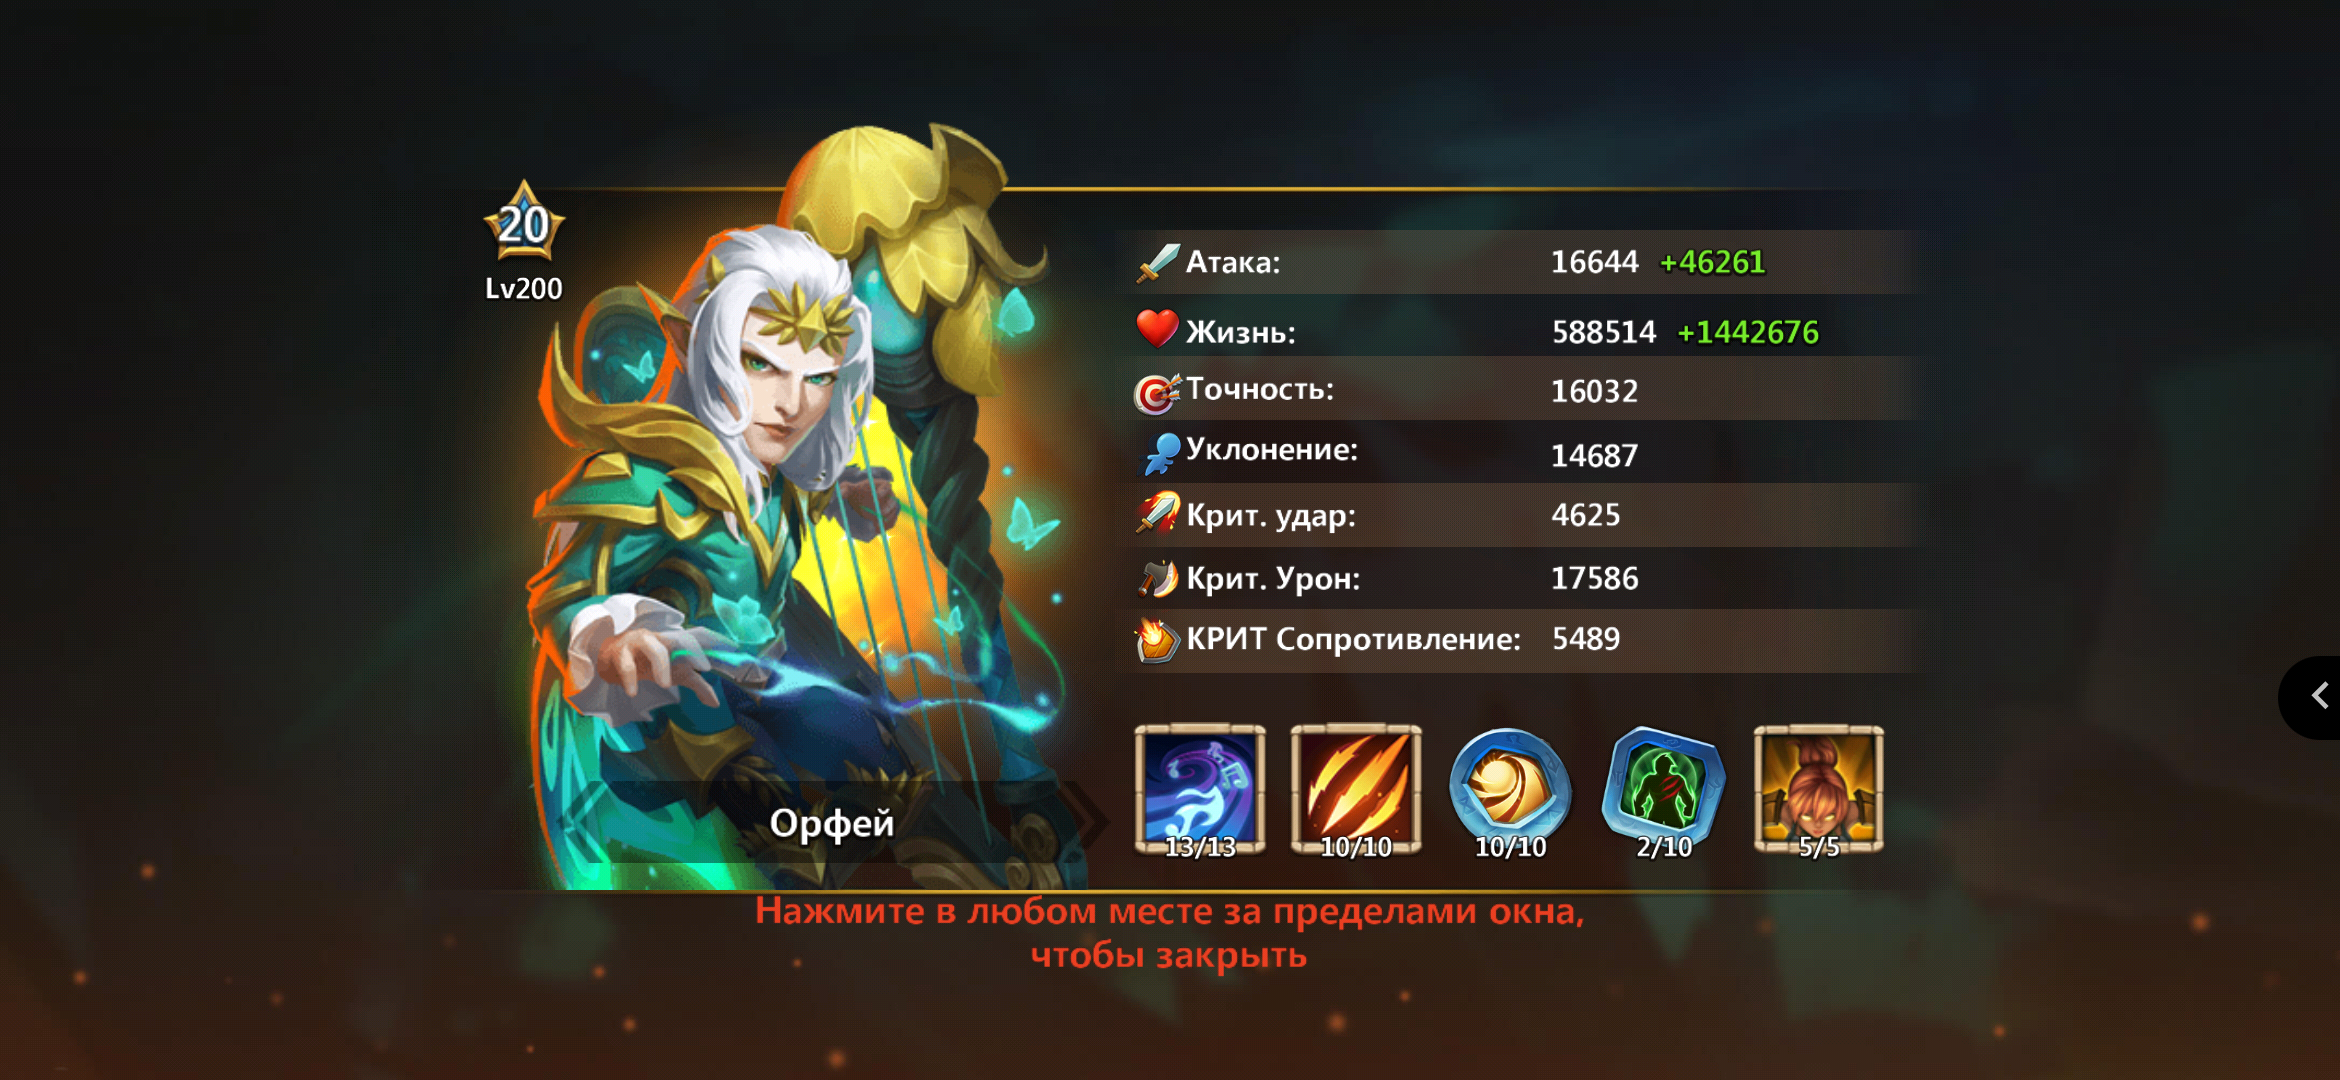 20
Lv200
Атака: 16644 +46261
Жизнь: 588514 +1442676
Точность: 16032
Уклонение: 14687
Крит. удар: 4625
Крит. Урон: 17586
КРИТ Сопротивление: 5489
Орфей
13/13 10/10 10/10 2/10 5/5
Нажмите в любом месте за пределами окна,
чтобы закрыть